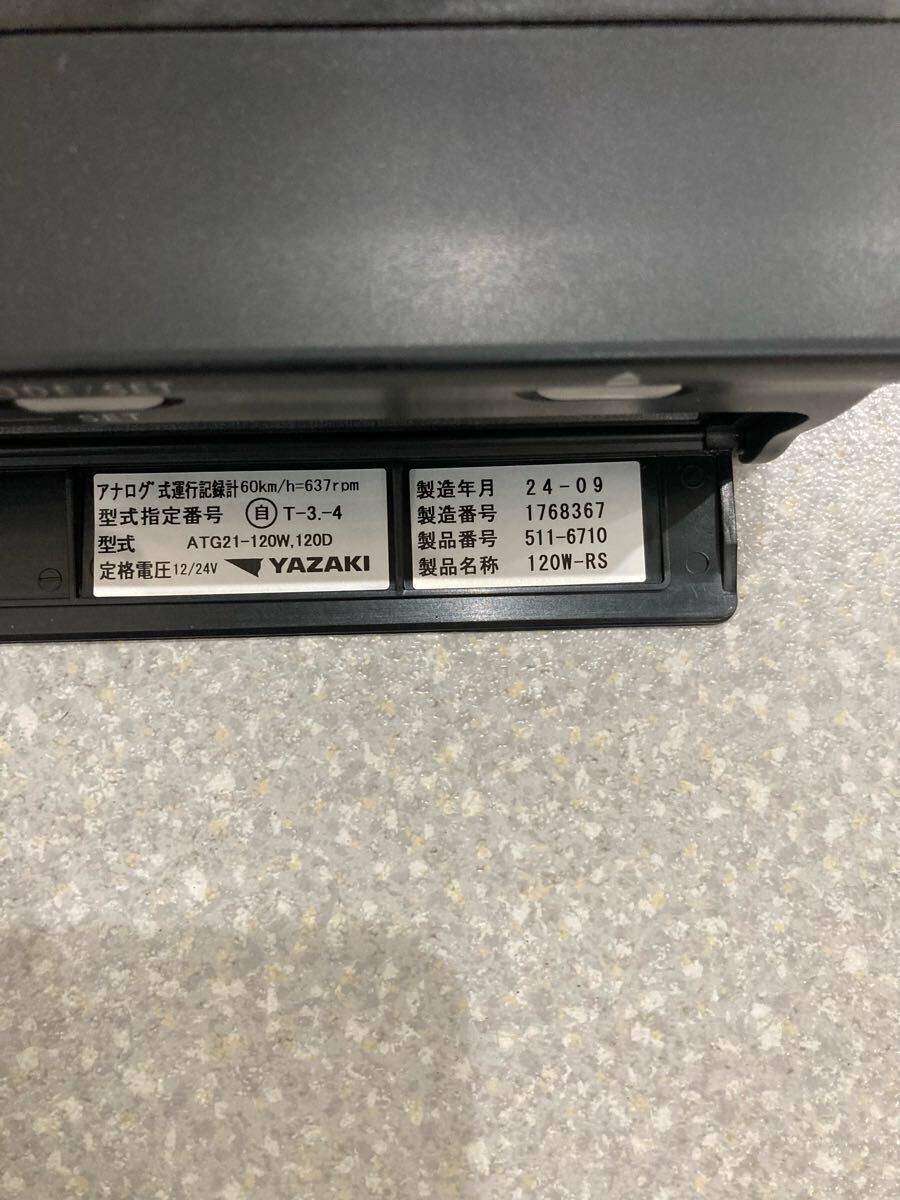 ODE/SET
SET
アナログ式運行記録計60km/h=637rpm
型式指定番号 自 T-3.-4
型式 ATG21-120W,120D
定格電圧12/24V YAZAKI
製造年月 24-09
製造番号 1768367
製品番号 511-6710
製品名称 120W-RS